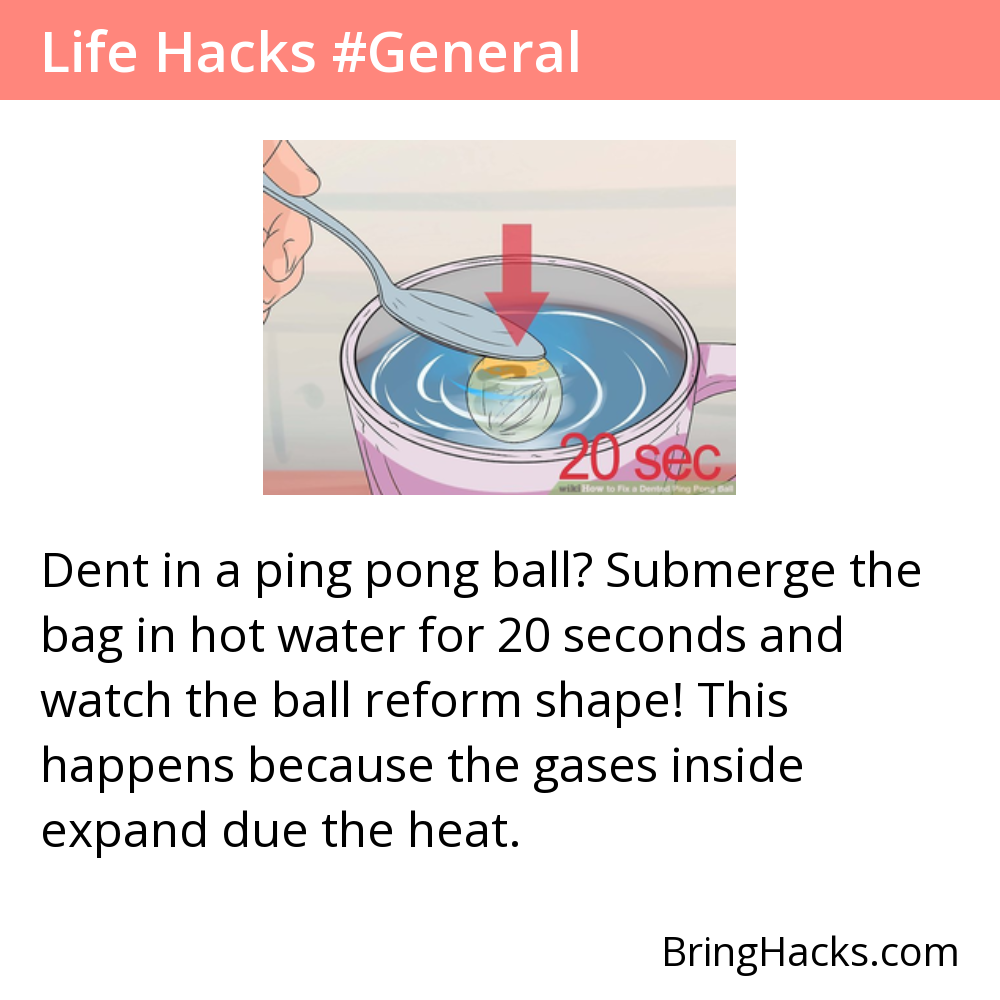 Life Hacks #General
20 sec
wikiHow to Fix a Dented Ping Pong Ball
Dent in a ping pong ball? Submerge the
bag in hot water for 20 seconds and
watch the ball reform shape! This
happens because the gases inside
expand due the heat.
BringHacks.com